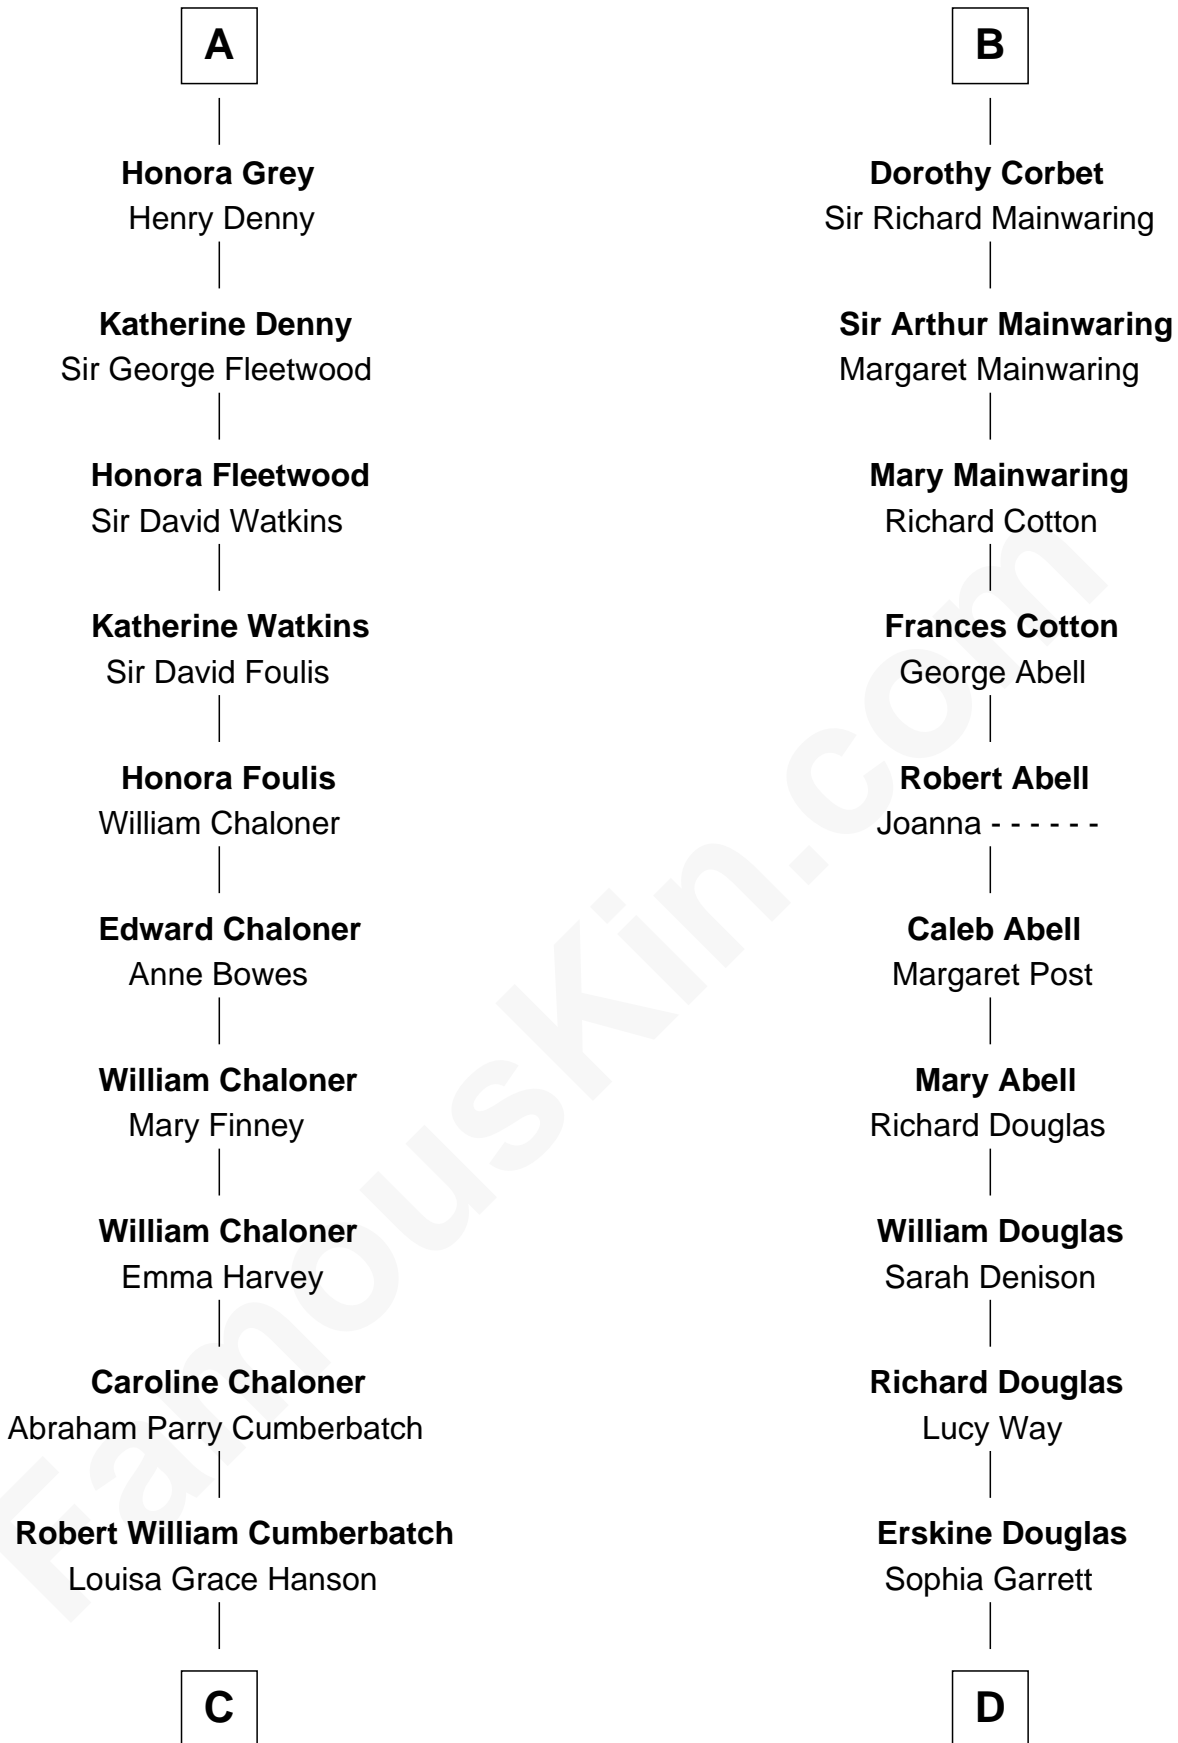 A
Honora Grey
Henry Denny
Katherine Denny
Sir George Fleetwood
Honora Fleetwood
Sir David Watkins
Katherine Watkins
Sir David Foulis
Honora Foulis
William Chaloner
Edward Chaloner
Anne Bowes
William Chaloner
Mary Finney
William Chaloner
Emma Harvey
Caroline Chaloner
Abraham Parry Cumberbatch
Robert William Cumberbatch
Louisa Grace Hanson
C
B
Dorothy Corbet
Sir Richard Mainwaring
Sir Arthur Mainwaring
Margaret Mainwaring
Mary Mainwaring
Richard Cotton
Frances Cotton
George Abell
Robert Abell
Joanna - - - - - -
Caleb Abell
Margaret Post
Mary Abell
Richard Douglas
William Douglas
Sarah Denison
Richard Douglas
Lucy Way
Erskine Douglas
Sophia Garrett
D
FamousKin.com